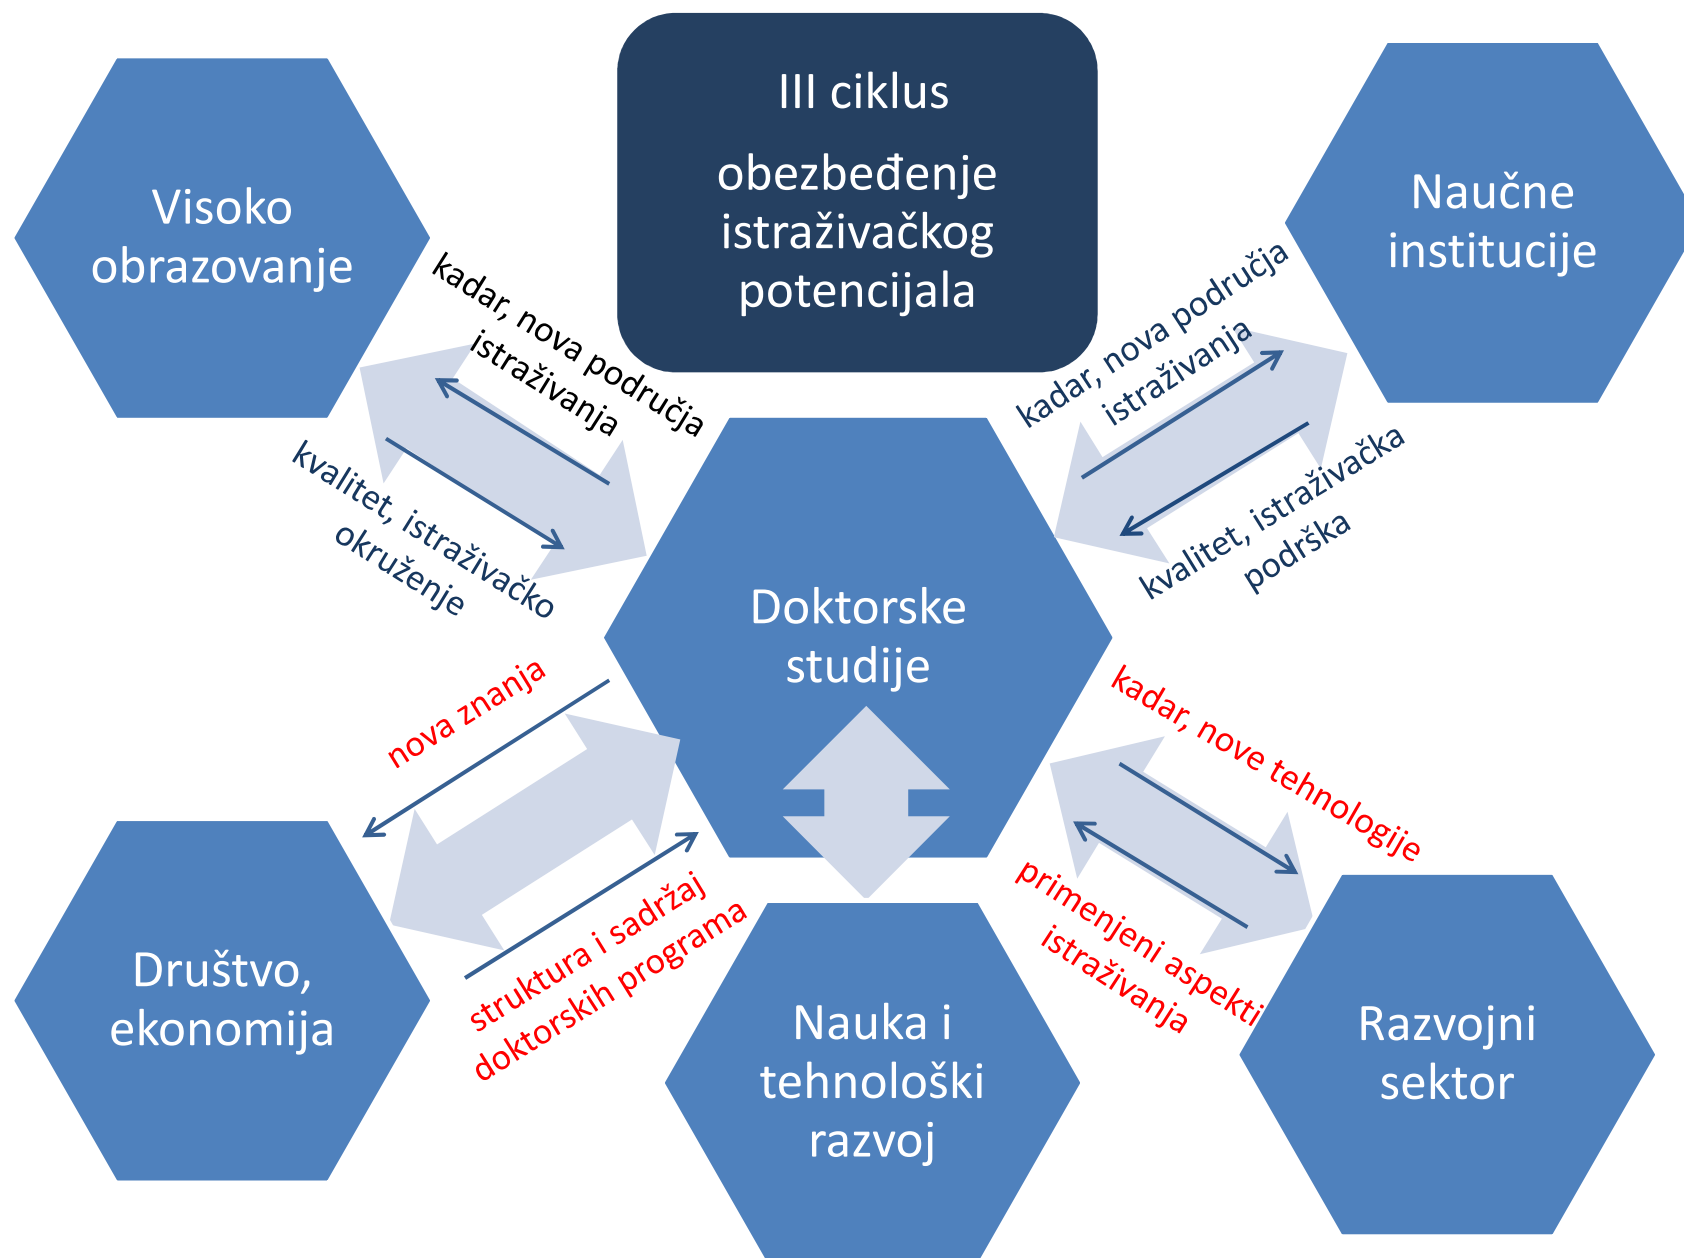 III ciklus
obezbeđenje
istraživačkog
potencijala
Visoko
obrazovanje
Naučne
institucije
kadar, nova područja
istraživanja
kvalitet, istraživačko
okruženje
kadar, nova područja
istraživanja
kvalitet, istraživačka
podrška
Doktorske
studije
nova znanja
struktura i sadržaj
doktorskih programa
kadar, nove tehnologije
primenjeni aspekti
istraživanja
Društvo,
ekonomija
Nauka i
tehnološki
razvoj
Razvojni
sektor